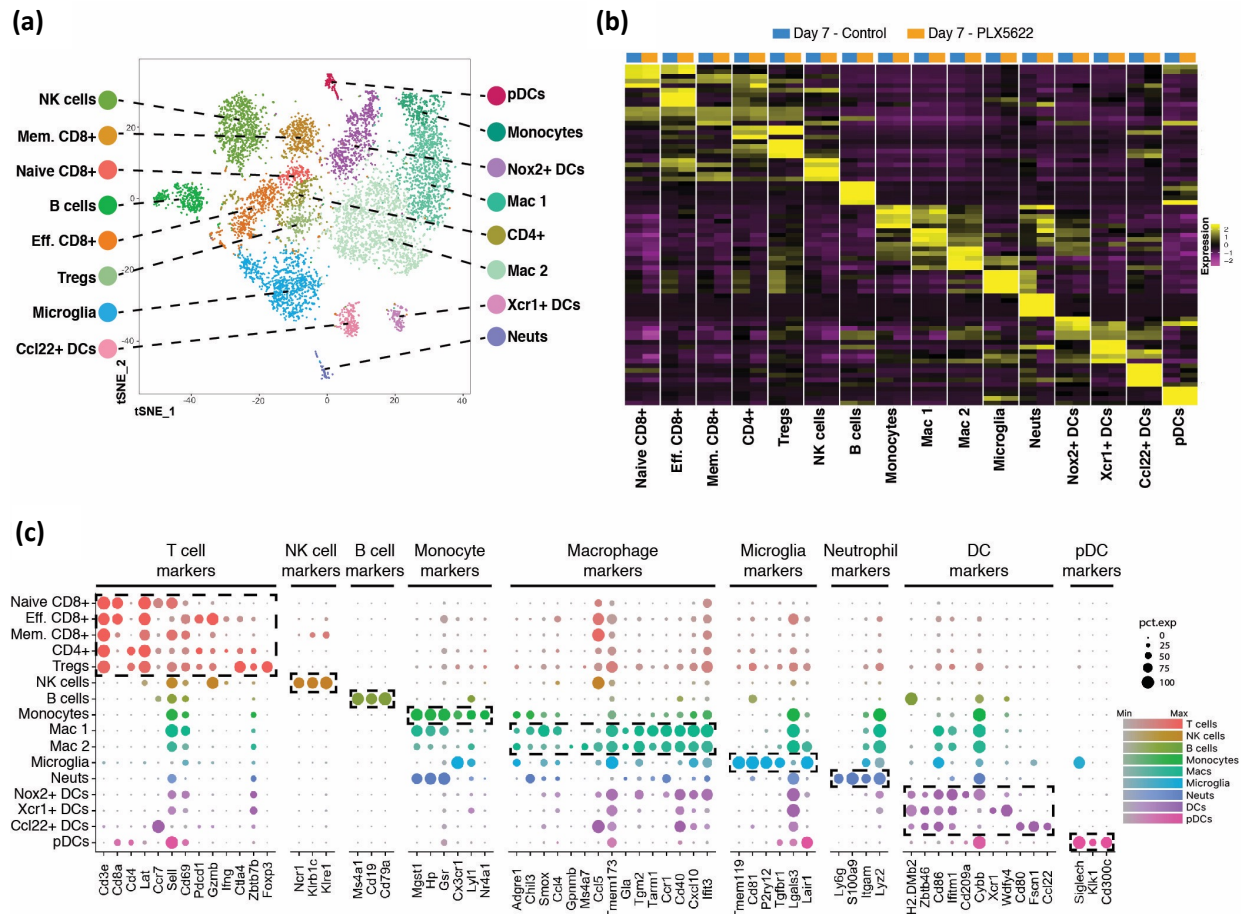 (a)
NK cells
Mem. CD8+
Naive CD8+
B cells
Eff. CD8+
Tregs
Microglia
Ccl22+ DCs
pDCs
Monocytes
Nox2+ DCs
Mac 1
CD4+
Mac 2
Xcr1+ DCs
Neuts
20
0
-20
-40
tSNE_2
tSNE_1
-40
-20
0
20
40
(b)
Day 7 - Control
Day 7 - PLX5622
Expression
2
1
0
-1
-2
Naive CD8+
Eff. CD8+
Mem. CD8+
CD4+
Tregs
NK cells
B cells
Monocytes
Mac 1
Mac 2
Microglia
Neuts
Nox2+ DCs
Xcr1+ DCs
Ccl22+ DCs
pDCs
(c)
T cell
markers
NK cell
markers
B cell
markers
Monocyte
markers
Macrophage
markers
Microglia
markers
Neutrophil
markers
DC
markers
pDC
markers
Naive CD8+
Eff. CD8+
Mem. CD8+
CD4+
Tregs
NK cells
B cells
Monocytes
Mac 1
Mac 2
Microglia
Neuts
Nox2+ DCs
Xcr1+ DCs
Ccl22+ DCs
pDCs
Cd3e
Cd8a
Cd4
Lat
Ccr7
Sell
Cd69
Pdcd1
Gzmb
Ifng
Ctla4
Zbtb7b
Foxp3
Ncr1
Klrb1c
Klre1
Ms4a1
Cd19
Cd79a
Mgst1
Hp
Gsr
Cx3cr1
Lyl1
Nr4a1
Adgre1
Chil3
Smox
Ccl4
Gpnmb
Ms4a7
Ccl5
Tmem173
Gla
Tgm2
Tarm1
Ccr1
Cd40
Cxcl10
Ifit3
Tmem119
Cd81
P2ry12
Tgfbr1
Lgals3
Lair1
Ly6g
S100a9
Itgam
Lyz2
H2.DMb2
Zbtb46
Cd86
Ifitm1
Cd209a
Cybb
Xcr1
Wdfy4
Cd80
Fscn1
Ccl22
Siglech
Klk1
Cd300c
pct.exp
0
25
50
75
100
Min
Max
T cells
NK cells
B cells
Monocytes
Macs
Microglia
Neuts
DCs
pDCs